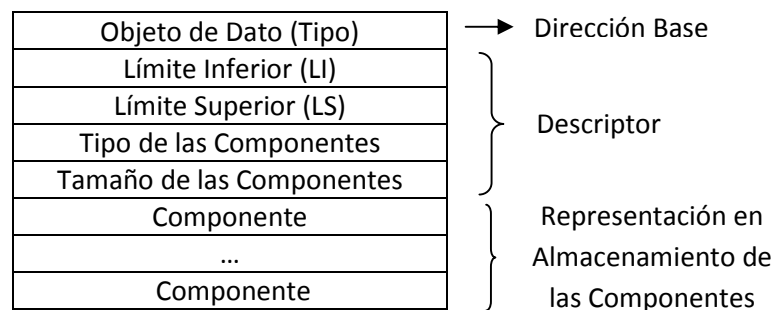 Objeto de Dato (Tipo)
Dirección Base
Límite Inferior (LI)
Límite Superior (LS)
Tipo de las Componentes
Tamaño de las Componentes
Descriptor
Componente
...
Componente
Representación en
Almacenamiento de
las Componentes